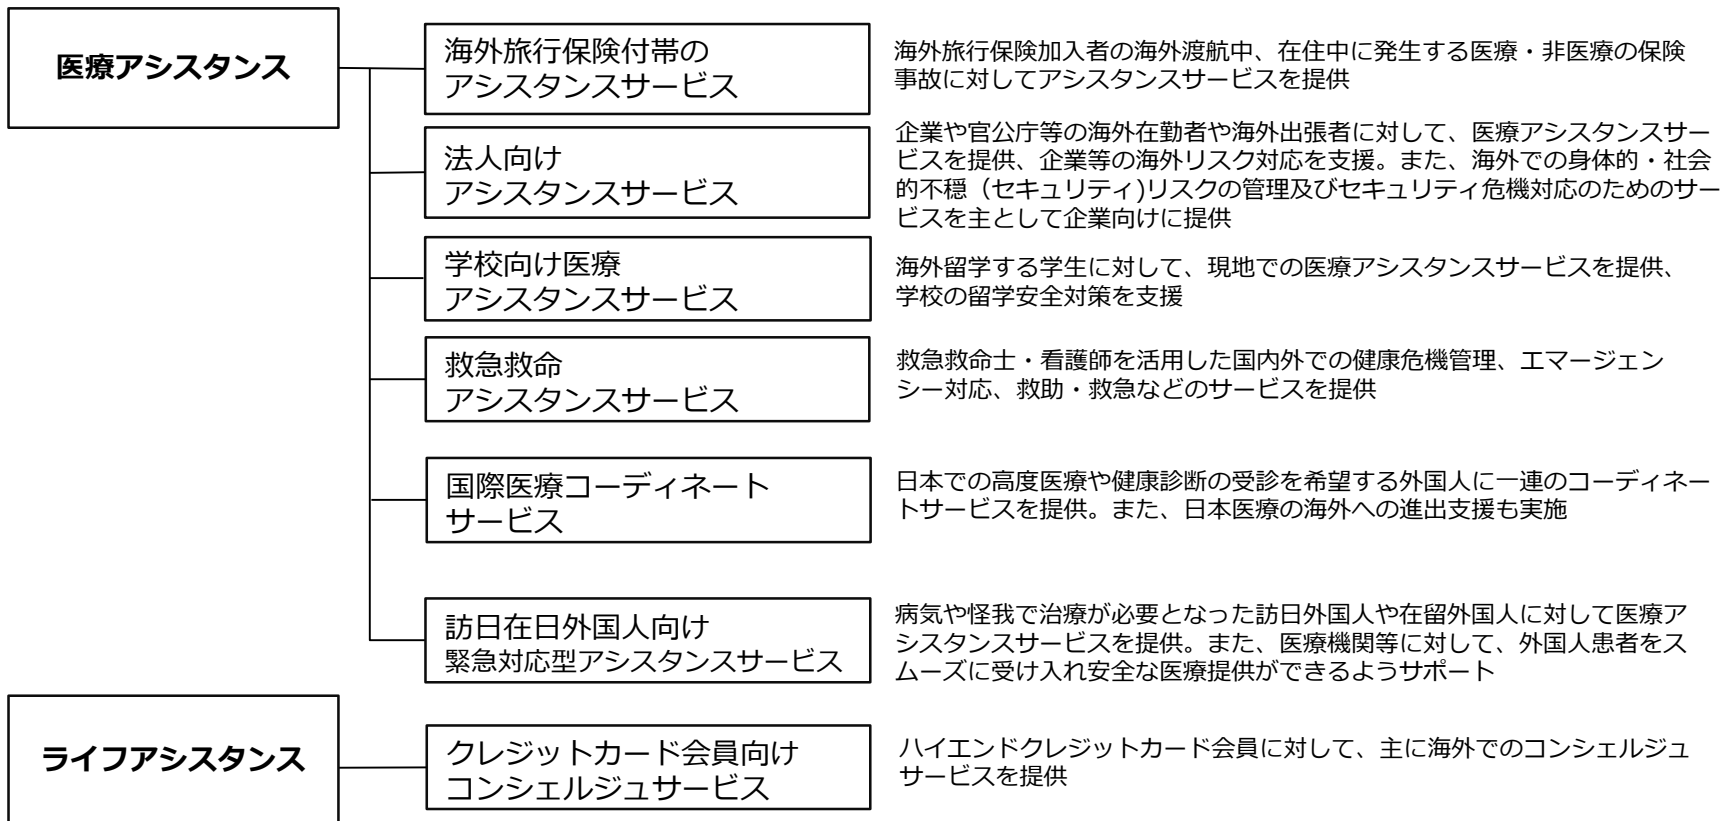 医療アシスタンス
海外旅行保険付帯の
アシスタンスサービス
海外旅行保険加入者の海外渡航中、在住中に発生する医療・非医療の保険
事故に対してアシスタンスサービスを提供
法人向け
アシスタンスサービス
企業や官公庁等の海外在勤者や海外出張者に対して、医療アシスタンスサー
ビスを提供、企業等の海外リスク対応を支援。また、海外での身体的・社会
的不穏（セキュリティ)リスクの管理及びセキュリティ危機対応のためのサー
ビスを主として企業向けに提供
学校向け医療
アシスタンスサービス
海外留学する学生に対して、現地での医療アシスタンスサービスを提供、
学校の留学安全対策を支援
救急救命
アシスタンスサービス
救急救命士・看護師を活用した国内外での健康危機管理、エマージェン
シー対応、救助・救急などのサービスを提供
国際医療コーディネート
サービス
日本での高度医療や健康診断の受診を希望する外国人に一連のコーディネー
トサービスを提供。また、日本医療の海外への進出支援も実施
訪日在日外国人向け
緊急対応型アシスタンスサービス
病気や怪我で治療が必要となった訪日外国人や在留外国人に対して医療ア
シスタンスサービスを提供。また、医療機関等に対して、外国人患者をス
ムーズに受け入れ安全な医療提供ができるようサポート
ライフアシスタンス
クレジットカード会員向け
コンシェルジュサービス
ハイエンドクレジットカード会員に対して、主に海外でのコンシェルジュ
サービスを提供